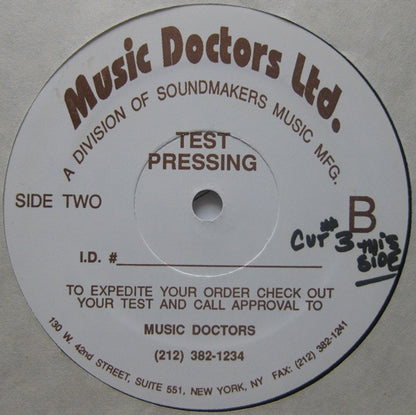 Music Doctors Ltd.
A DIVISION OF SOUNDMAKERS MUSIC MFG.
TEST
PRESSING
SIDE TWO
B
CUT #3 THIS
SIDE
I.D. #
TO EXPEDITE YOUR ORDER CHECK OUT
YOUR TEST AND CALL APPROVAL TO
MUSIC DOCTORS
(212) 382-1234
130 W. 42nd STREET, SUITE 551, NEW YORK, NY FAX: (212) 382-1241